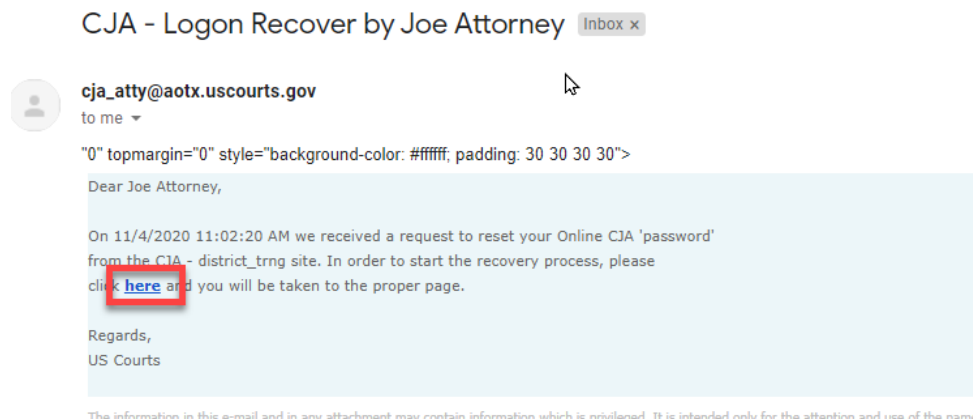 CJA - Logon Recover by Joe Attorney Inbox x
cja_atty@aotx.uscourts.gov
to me
"0" topmargin="0" style="background-color: #ffffff; padding: 30 30 30 30">
Dear Joe Attorney,
On 11/4/2020 11:02:20 AM we received a request to reset your Online CJA 'password'
from the CJA - district_trng site. In order to start the recovery process, please
click here and you will be taken to the proper page.
Regards,
US Courts
The information in this e-mail and in any attachment may contain information which is privileged. It is intended only for the attention and use of the name